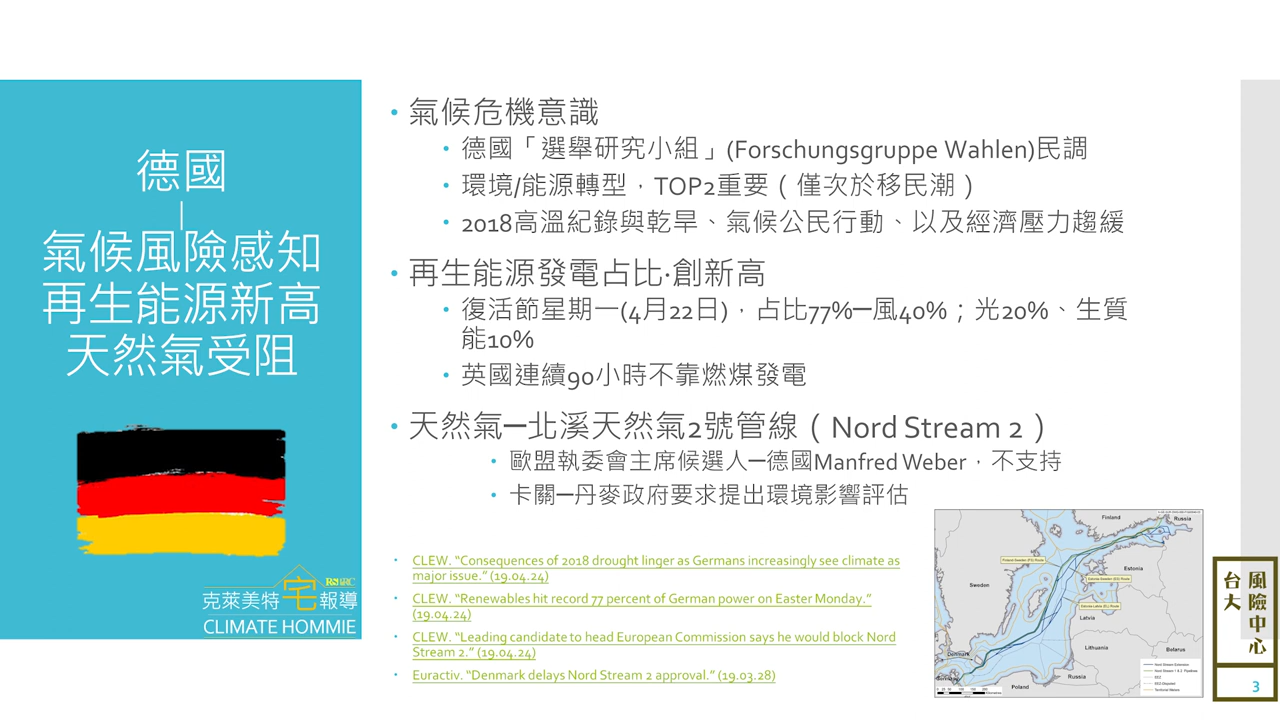 德國
|
氣候風險感知
再生能源新高
天然氣受阻
RSPRC
克萊美特宅報導
CLIMATE HOMMIE
• 氣候危機意識
• 德國「選舉研究小組」(Forschungsgruppe Wahlen)民調
• 環境/能源轉型，TOP2重要（僅次於移民潮）
• 2018高溫紀錄與乾旱、氣候公民行動、以及經濟壓力趨緩
• 再生能源發電占比·創新高
• 復活節星期一(4月22日)，占比77%─風40%；光20%、生質
能10%
• 英國連續90小時不靠燃煤發電
• 天然氣─北溪天然氣2號管線（Nord Stream 2）
• 歐盟執委會主席候選人─德國Manfred Weber，不支持
• 卡關─丹麥政府要求提出環境影響評估
• CLEW. “Consequences of 2018 drought linger as Germans increasingly see climate as
major issue.” (19.04.24)
• CLEW. “Renewables hit record 77 percent of German power on Easter Monday.”
(19.04.24)
• CLEW. “Leading candidate to head European Commission says he would block Nord
Stream 2.” (19.04.24)
• Euractiv. “Denmark delays Nord Stream 2 approval.” (19.03.28)
Finland
Russia
Sweden
Estonia
Latvia
Lithuania
Denmark
Belarus
Russia
Poland
Germany
Nord Stream Extension
EEZ
Territorial Waters
台大
風險中心
3